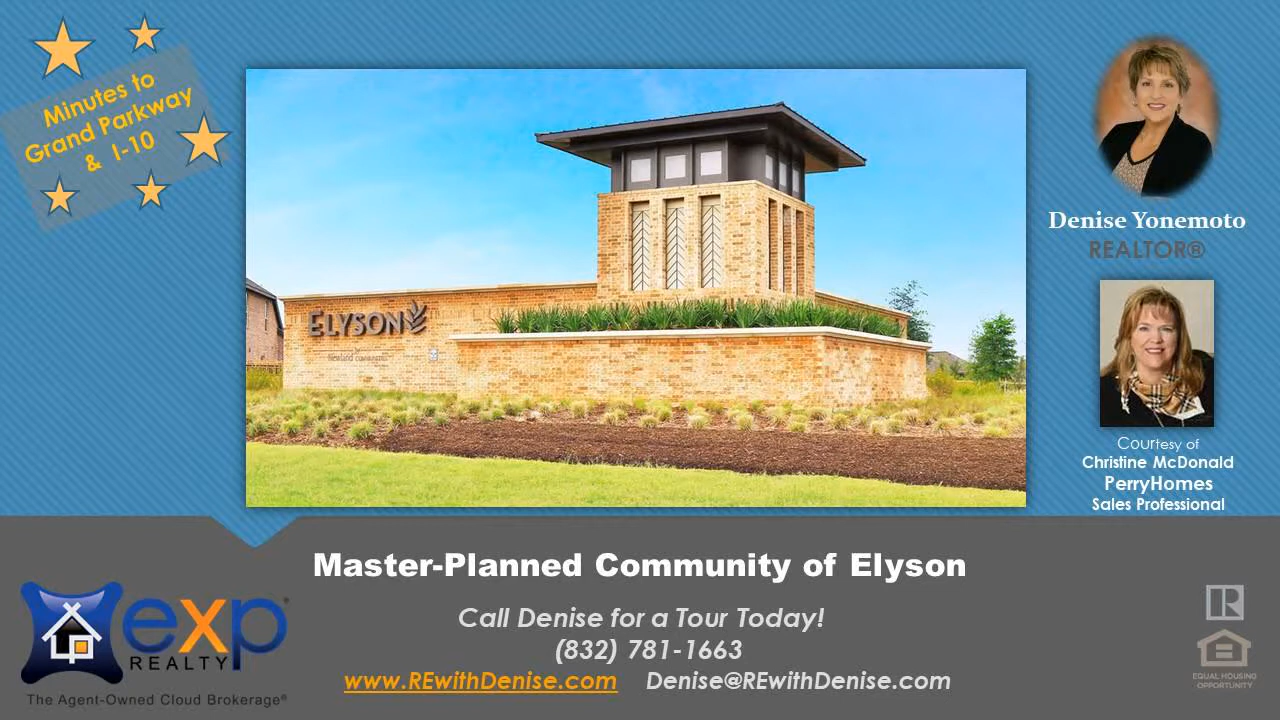 Minutes to
Grand Parkway
& I-10
ELYSON
Denise Yonemoto
REALTOR®
Courtesy of
Christine McDonald
PerryHomes
Sales Professional
Master-Planned Community of Elyson
Call Denise for a Tour Today!
(832) 781-1663
www.REwithDenise.com Denise@REwithDenise.com
exp
REALTY
The Agent-Owned Cloud Brokerage®
R
EQUAL HOUSING
OPPORTUNITY